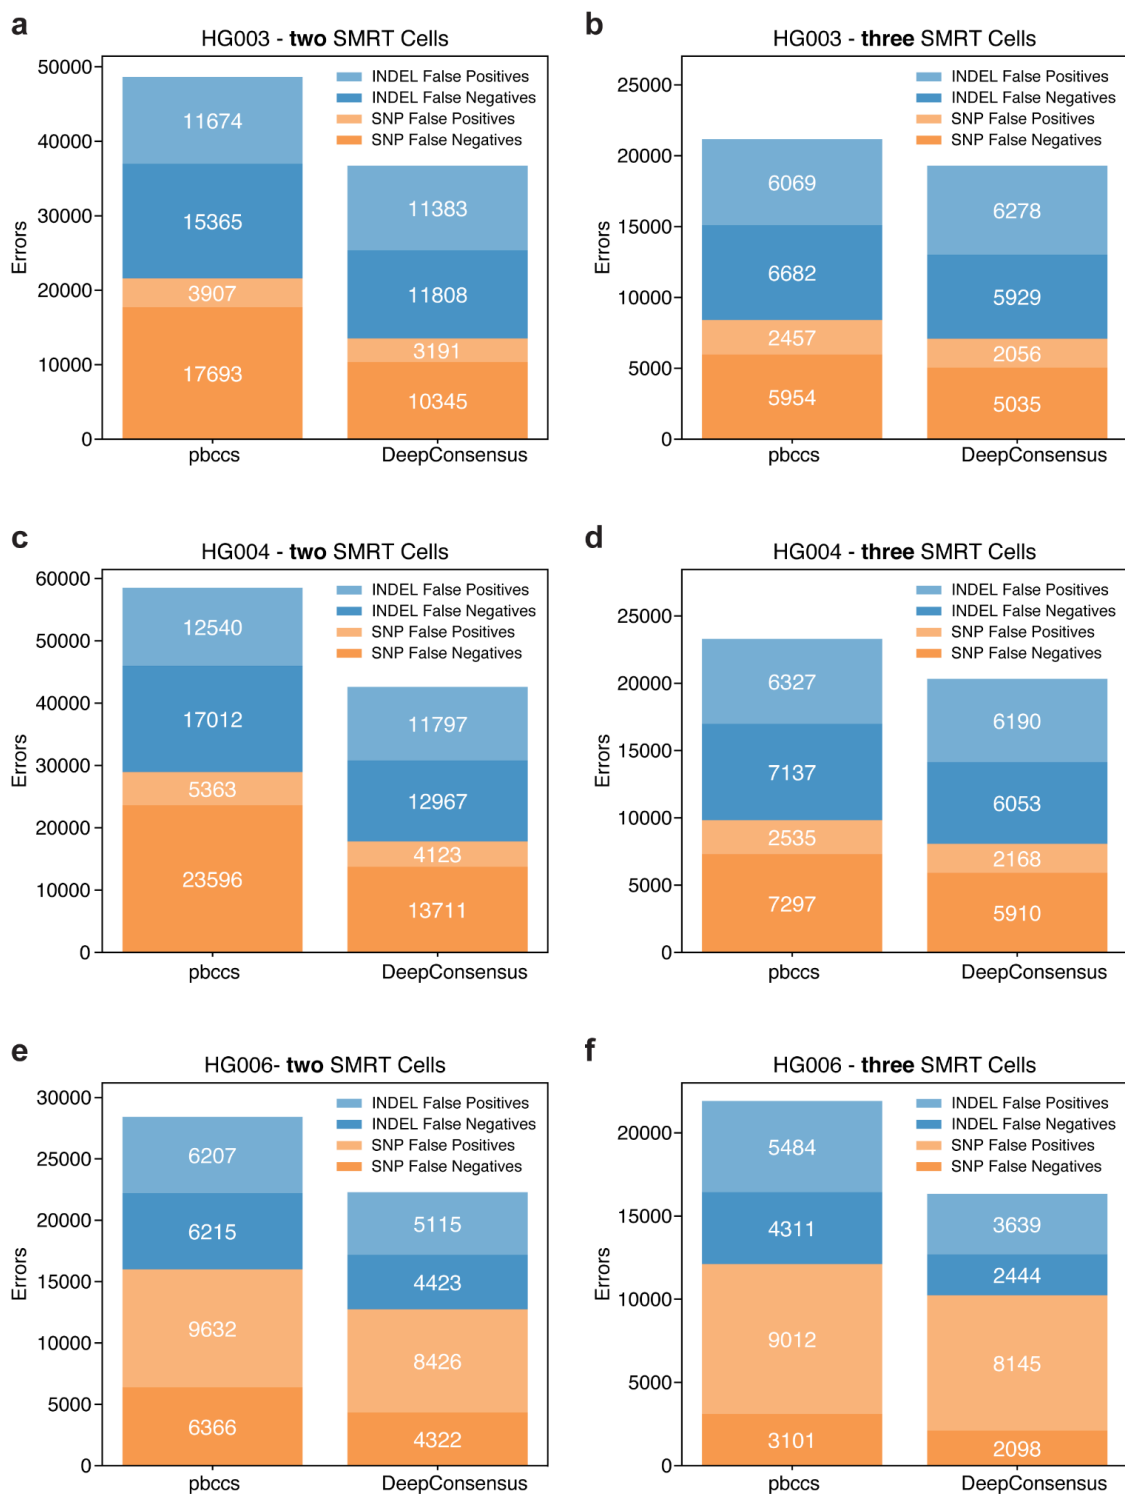 a
HG003 - two SMRT Cells
50000
40000
30000
20000
10000
0
Errors
INDEL False Positives
INDEL False Negatives
SNP False Positives
SNP False Negatives
11674
15365
3907
17693
11383
11808
3191
10345
pbccs
DeepConsensus
b
HG003 - three SMRT Cells
25000
20000
15000
10000
5000
0
Errors
INDEL False Positives
INDEL False Negatives
SNP False Positives
SNP False Negatives
6069
6682
2457
5954
6278
5929
2056
5035
pbccs
DeepConsensus
c
HG004 - two SMRT Cells
60000
50000
40000
30000
20000
10000
0
Errors
INDEL False Positives
INDEL False Negatives
SNP False Positives
SNP False Negatives
12540
17012
5363
23596
11797
12967
4123
13711
pbccs
DeepConsensus
d
HG004 - three SMRT Cells
25000
20000
15000
10000
5000
0
Errors
INDEL False Positives
INDEL False Negatives
SNP False Positives
SNP False Negatives
6327
7137
2535
7297
6190
6053
2168
5910
pbccs
DeepConsensus
e
HG006- two SMRT Cells
30000
25000
20000
15000
10000
5000
0
Errors
INDEL False Positives
INDEL False Negatives
SNP False Positives
SNP False Negatives
6207
6215
9632
6366
5115
4423
8426
4322
pbccs
DeepConsensus
f
HG006 - three SMRT Cells
20000
15000
10000
5000
0
Errors
INDEL False Positives
INDEL False Negatives
SNP False Positives
SNP False Negatives
5484
4311
9012
3101
3639
2444
8145
2098
pbccs
DeepConsensus